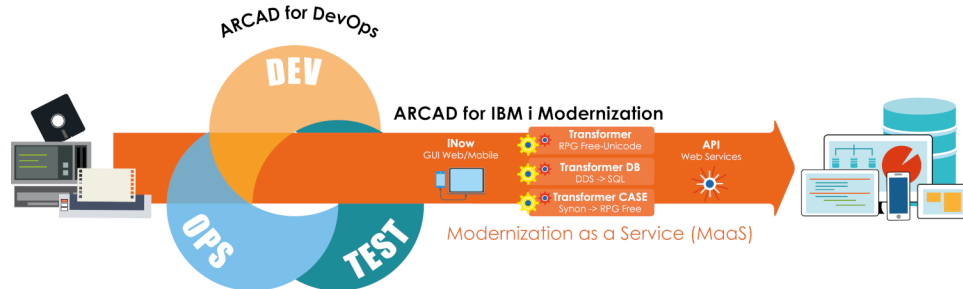 ARCAD for DevOps
DEV
OPS
TEST
ARCAD for IBM i Modernization
iNow
GUI Web/Mobile
Transformer
RPG Free-Unicode
Transformer DB
DDS -> SQL
Transformer CASE
Synon -> RPG Free
API
Web Services
Modernization as a Service (MaaS)